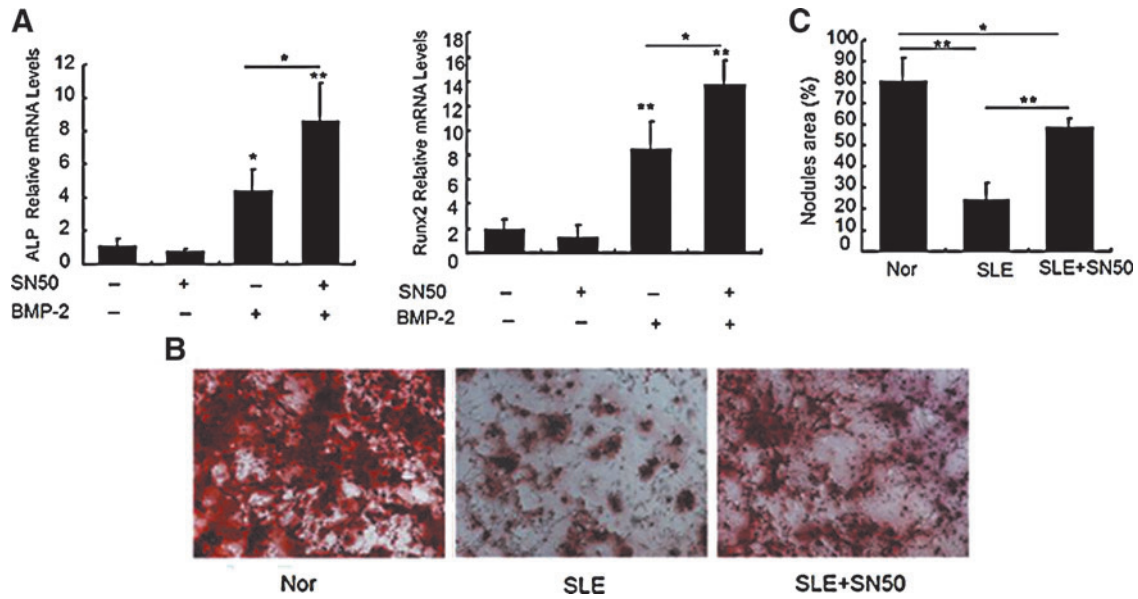 A
ALP Relative mRNA Levels
12
10
8
6
4
2
0
* ** *
SN50 – + – +
BMP-2 – – + +
Runx2 Relative mRNA Levels
18
16
14
12
10
8
6
4
2
0
** ** *
SN50 – + – +
BMP-2 – – + +
C
Nodules area (%)
100
90
80
70
60
50
40
30
20
10
0
*
**
**
Nor SLE SLE+SN50
B
Nor SLE SLE+SN50